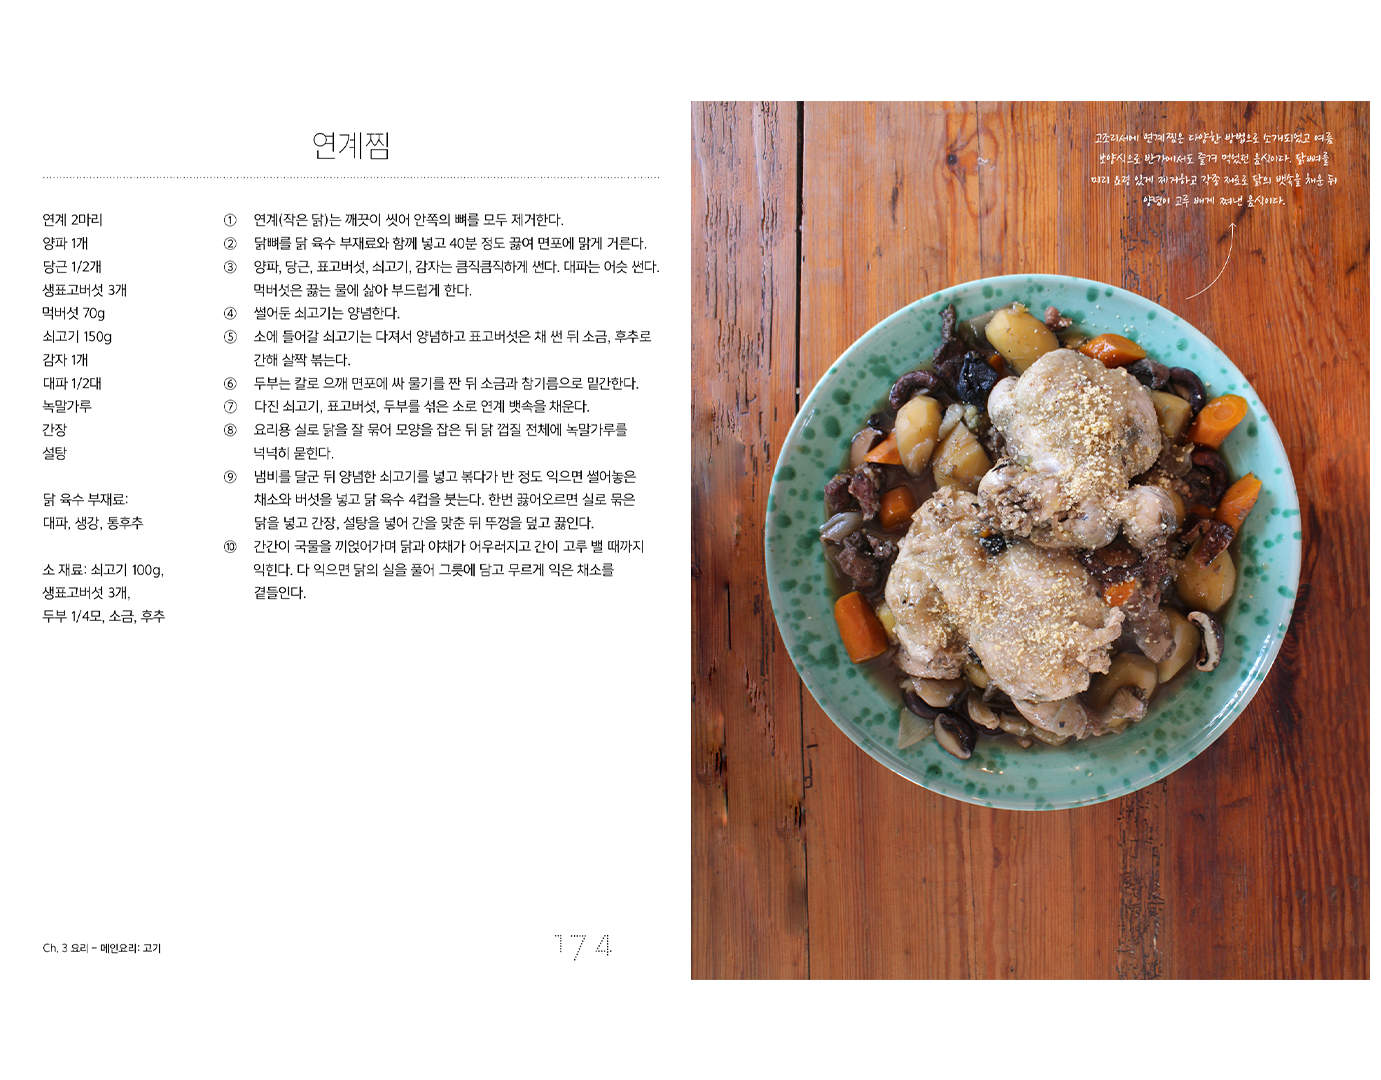 연계찜
연계 2마리
양파 1개
당근 1/2개
생표고버섯 3개
먹버섯 70g
쇠고기 150g
감자 1개
대파 1/2대
녹말가루
간장
설탕
닭 육수 부재료:
대파, 생강, 통후추
소 재료: 쇠고기 100g,
생표고버섯 3개,
두부 1/4모, 소금, 후추
① 연계(작은 닭)는 깨끗이 씻어 안쪽의 뼈를 모두 제거한다.
② 닭뼈를 닭 육수 부재료와 함께 넣고 40분 정도 끓여 면포에 맑게 거른다.
③ 양파, 당근, 표고버섯, 쇠고기, 감자는 큼직큼직하게 썬다. 대파는 어슷 썬다.
먹버섯은 끓는 물에 삶아 부드럽게 한다.
④ 썰어둔 쇠고기는 양념한다.
⑤ 소에 들어갈 쇠고기는 다져서 양념하고 표고버섯은 채 썬 뒤 소금, 후추로
간해 살짝 볶는다.
⑥ 두부는 칼로 으깨 면포에 싸 물기를 짠 뒤 소금과 참기름으로 밑간한다.
⑦ 다진 쇠고기, 표고버섯, 두부를 섞은 소로 연계 뱃속을 채운다.
⑧ 요리용 실로 닭을 잘 묶어 모양을 잡은 뒤 닭 껍질 전체에 녹말가루를
넉넉히 묻힌다.
⑨ 냄비를 달군 뒤 양념한 쇠고기를 넣고 볶다가 반 정도 익으면 썰어놓은
채소와 버섯을 넣고 닭 육수 4컵을 붓는다. 한번 끓어오르면 실로 묶은
닭을 넣고 간장, 설탕을 넣어 간을 맞춘 뒤 뚜껑을 덮고 끓인다.
⑩ 간간이 국물을 끼얹어가며 닭과 야채가 어우러지고 간이 고루 밸 때까지
익힌다. 다 익으면 닭의 실을 풀어 그릇에 담고 무르게 익은 채소를
곁들인다.
Ch. 3 요리 – 메인요리: 고기
174
고조리서에 연계찜은 다양한 방법으로 소개되었고 여름
보양식으로 반가에서도 즐겨 먹었던 음식이다. 닭뼈를
미리 요령 있게 제거하고 각종 재료로 닭의 뱃속을 채운 뒤
양념이 고루 배게 쪄낸 음식이다.